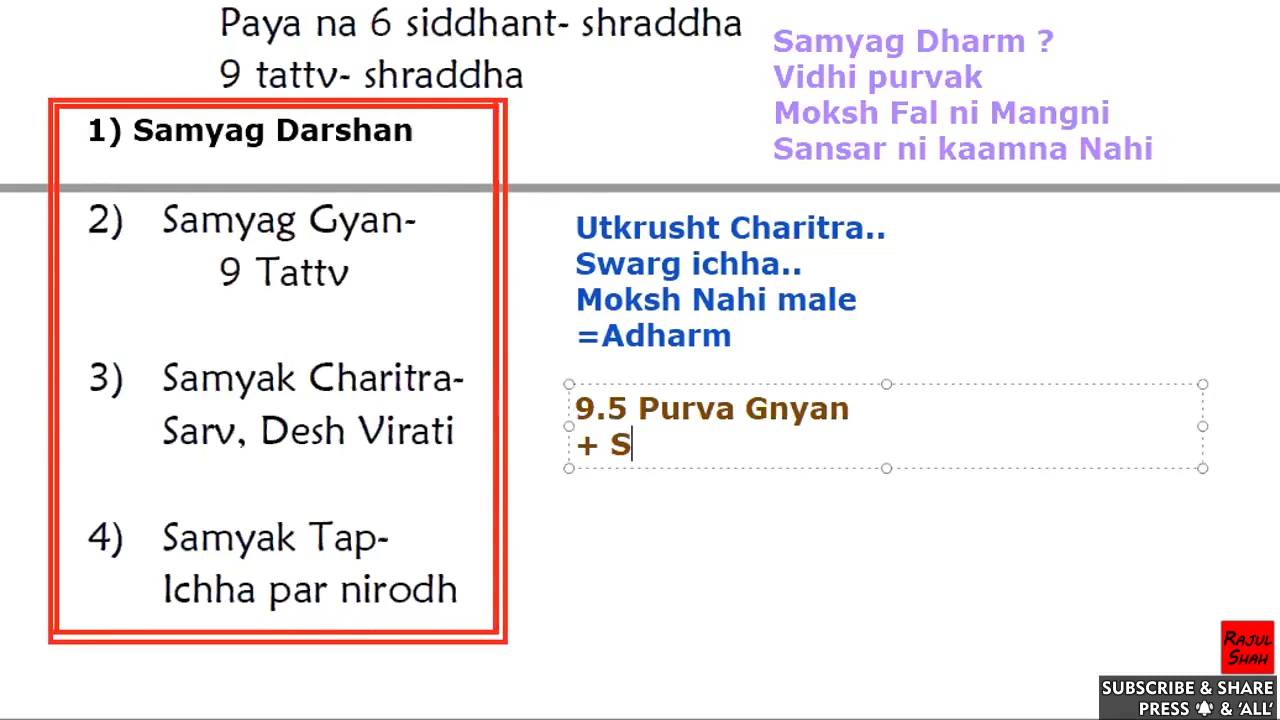 Paya na 6 siddhant- shraddha
9 tattv- shraddha
1) Samyag Darshan
2) Samyag Gyan-
9 Tattv
3) Samyak Charitra-
Sarv, Desh Virati
4) Samyak Tap-
Ichha par nirodh
Samyag Dharm ?
Vidhi purvak
Moksh Fal ni Mangni
Sansar ni kaamna Nahi
Utkrusht Charitra..
Swarg ichha..
Moksh Nahi male
=Adharm
9.5 Purva Gnyan
+ S
RAJUL
SHAH
SUBSCRIBE & SHARE
PRESS & 'ALL'